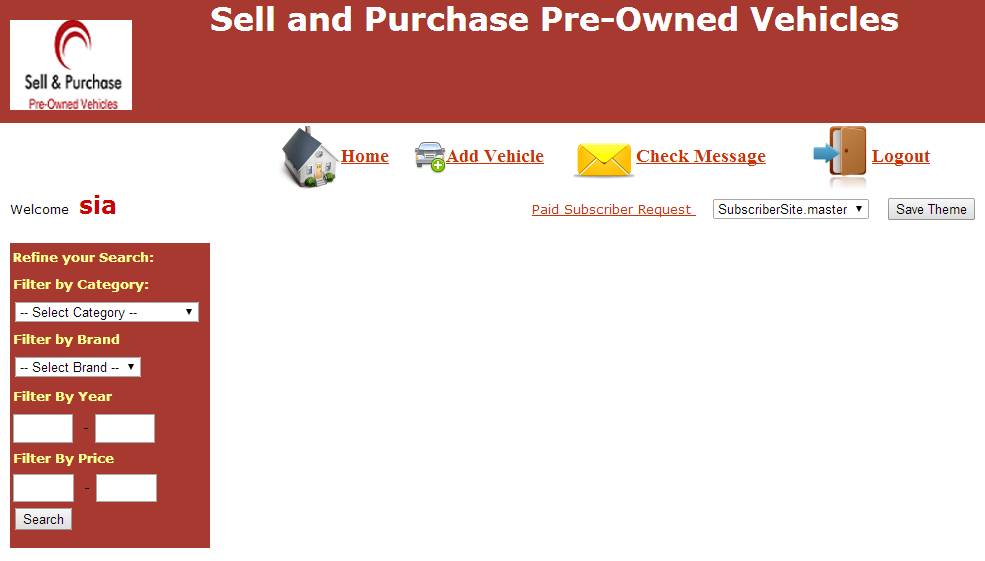 Sell and Purchase Pre-Owned Vehicles
Sell & Purchase
Pre-Owned Vehicles
Home Add Vehicle Check Message Logout
Welcome sia Paid Subscriber Request SubscriberSite.master Save Theme
Refine your Search:
Filter by Category:
-- Select Category --
Filter by Brand
-- Select Brand --
Filter By Year
-
Filter By Price
-
Search